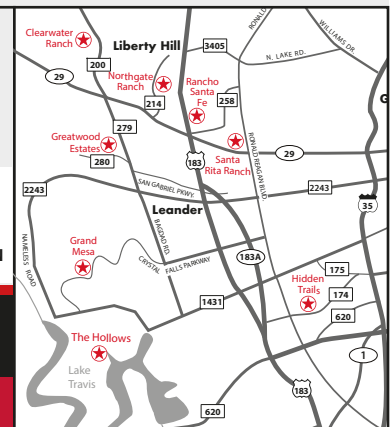 Clearwater
Ranch
Liberty Hill
3405
RONALD
WILLIAMS DR.
N. LAKE RD.
200
29
Northgate
Ranch
Rancho
Santa
Fe
214
258
G
279
Greatwood
Estates
280
183
Santa
Rita Ranch
RONALD REAGAN BLVD.
29
2243
SAN GABRIEL PKWY.
2243
35
Leander
NAMELESS ROAD
BAGDAD RD.
Grand
Mesa
CRYSTAL FALLS PARKWAY
183A
175
Hidden
Trails
174
1431
620
The Hollows
Lake
Travis
1
183
620